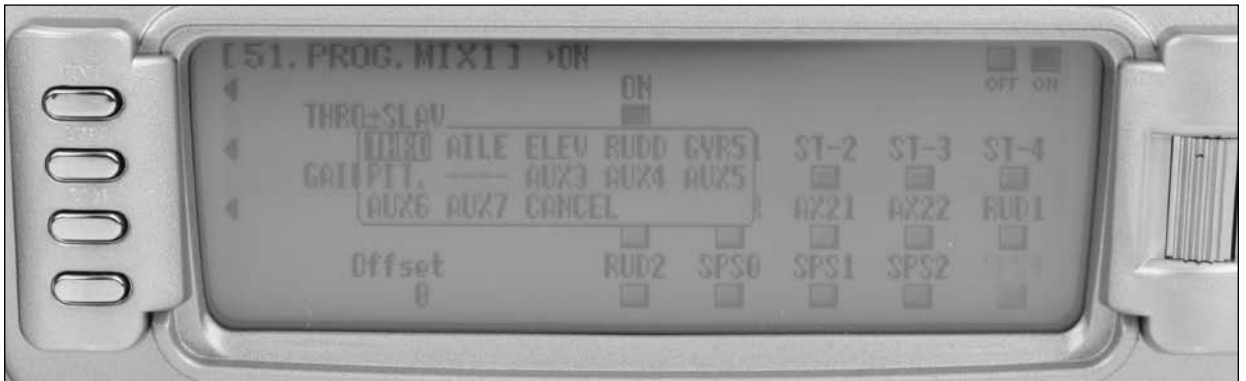 [51.PROG.MIX1] ▸ON
OFF ON
ON
THRO→SLAV
THRO AILE ELEV RUDD GYR5 ST-2 ST-3 ST-4
PIT. ---- AUX3 AUX4 AUX5
AUX6 AUX7 CANCEL AX21 AX22 RUD1
Offset RUD2 SPS0 SPS1 SPS2
0